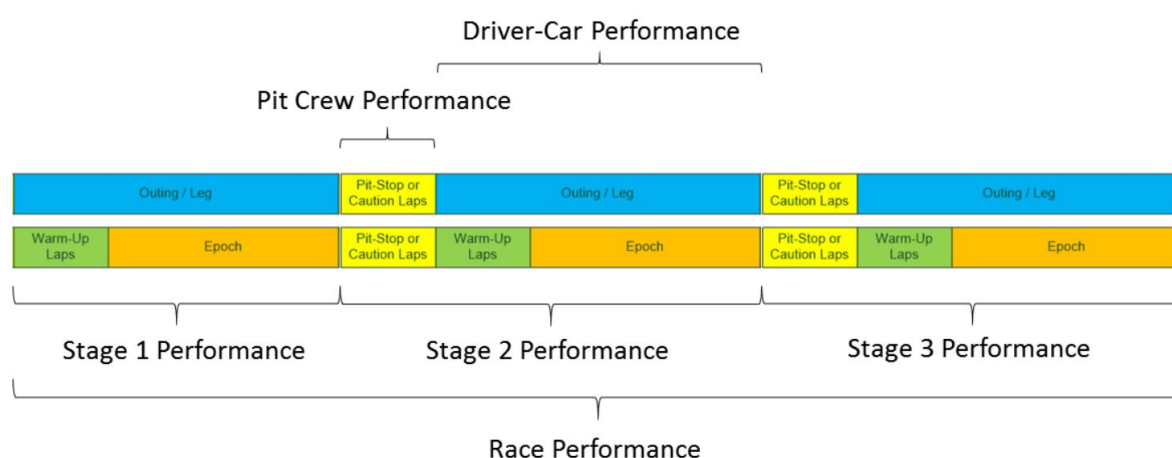 Driver-Car Performance
Pit Crew Performance
Outing / Leg
Pit-Stop or
Caution Laps
Outing / Leg
Pit-Stop or
Caution Laps
Outing / Leg
Warm-Up
Laps
Epoch
Pit-Stop or
Caution Laps
Warm-Up
Laps
Epoch
Pit-Stop or
Caution Laps
Warm-Up
Laps
Epoch
Stage 1 Performance
Stage 2 Performance
Stage 3 Performance
Race Performance